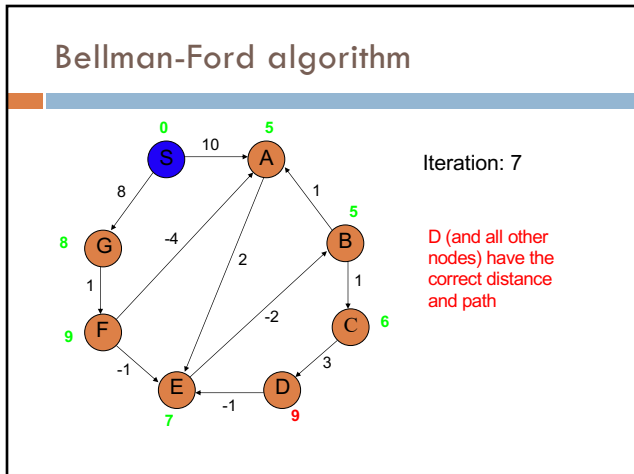 Bellman-Ford algorithm
0
5
10
S
A
Iteration: 7
8
1
5
-4
B
8
G
D (and all other
nodes) have the
correct distance
and path
2
1
1
-2
C
6
F
9
3
-1
E
D
-1
7
9